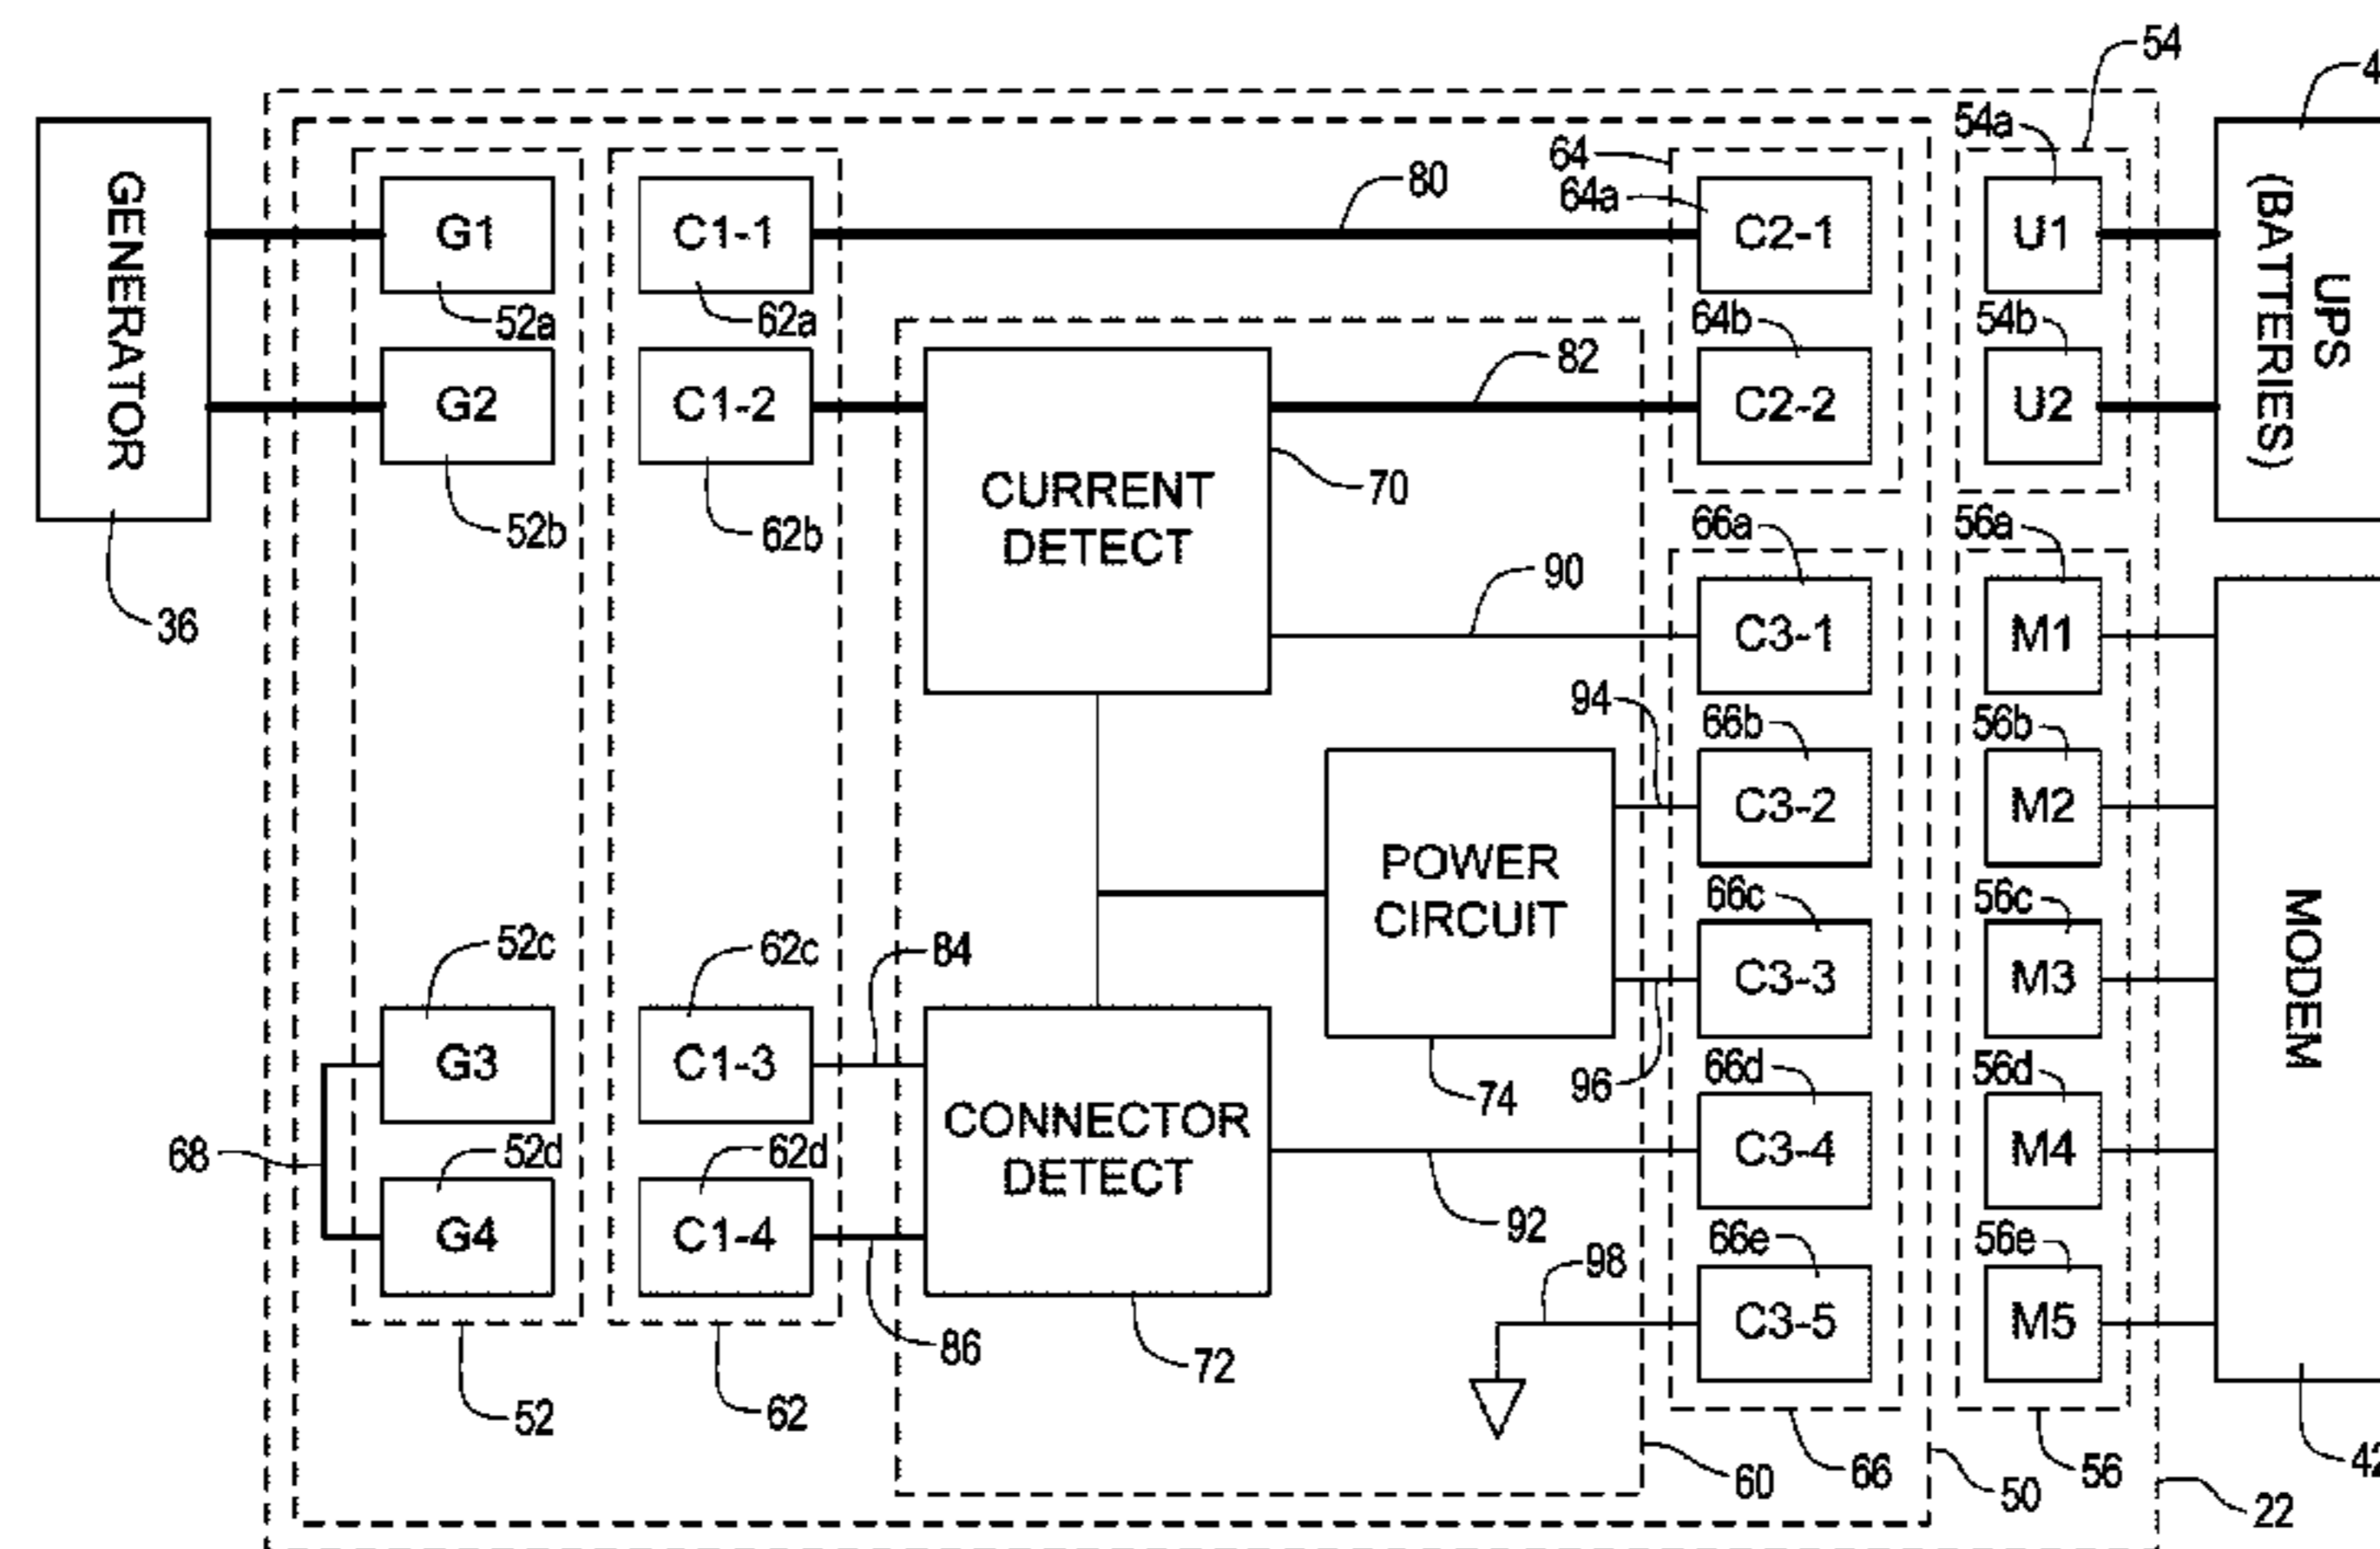 54
4
54a
64
80
64a
GENERATOR
G1
C1-1
C2-1
U1
UPS
(BATTERIES)
52a
62a
64b
54b
82
G2
C1-2
C2-2
U2
CURRENT
DETECT
70
52b
62b
66a
56a
90
36
C3-1
M1
94
66b
56b
C3-2
M2
POWER
CIRCUIT
66c
56c
52c
62c
84
C3-3
M3
MODEM
G3
C1-3
74
96
66d
56d
CONNECTOR
DETECT
68
52d
62d
C3-4
M4
G4
C1-4
92
66e
56e
98
C3-5
M5
86
72
52
62
60
66
50
56
22
42